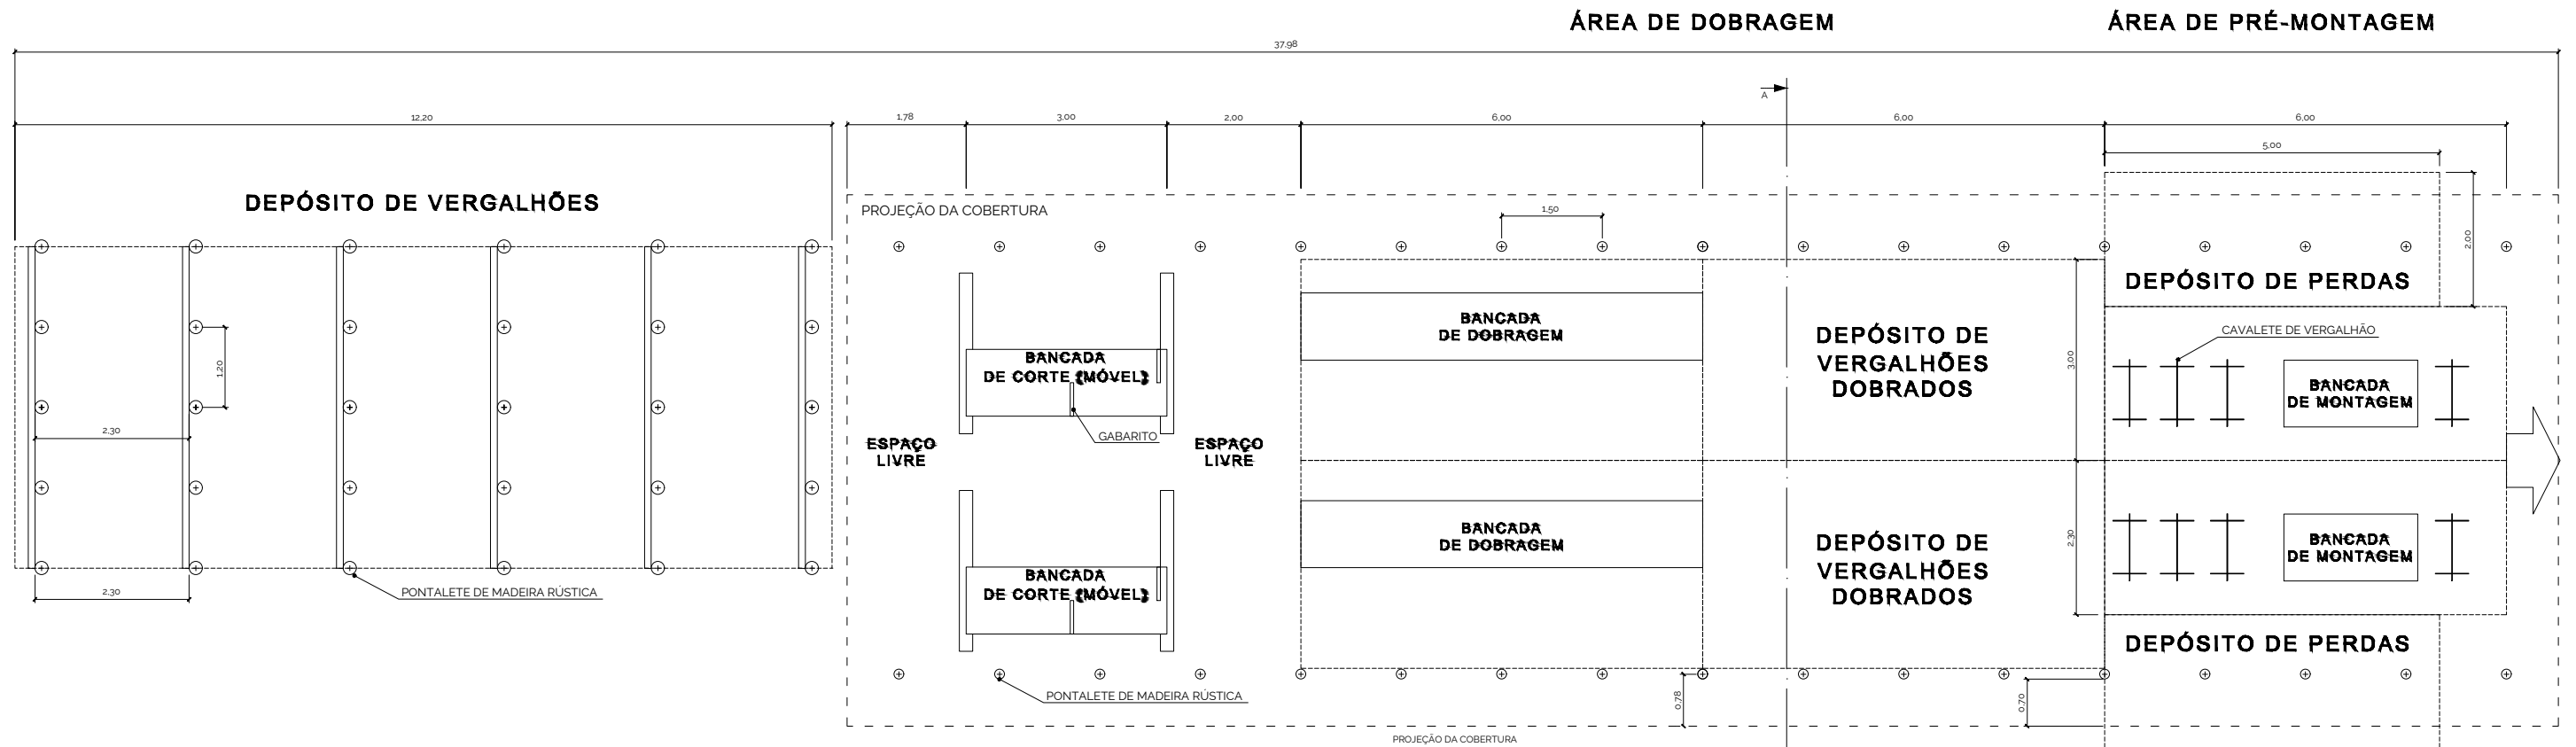 ÁREA DE DOBRAGEM
ÁREA DE PRÉ-MONTAGEM
37.98
A
12,20
1,78
3,00
2,00
6,00
6,00
6,00
5,00
DEPÓSITO DE VERGALHÕES
PROJEÇÃO DA COBERTURA
1.50
2,00
DEPÓSITO DE PERDAS
BANCADA
DE DOBRAGEM
DEPÓSITO DE
VERGALHÕES
DOBRADOS
CAVALETE DE VERGALHÃO
1,20
BANCADA
DE CORTE (MÓVEL)
3,00
BANCADA
DE MONTAGEM
2,30
GABARITO
ESPAÇO
LIVRE
ESPAÇO
LIVRE
BANCADA
DE DOBRAGEM
DEPÓSITO DE
VERGALHÕES
DOBRADOS
2,30
BANCADA
DE MONTAGEM
2,30
PONTALETE DE MADEIRA RÚSTICA
BANCADA
DE CORTE (MÓVEL)
DEPÓSITO DE PERDAS
PONTALETE DE MADEIRA RÚSTICA
0,78
0,70
PROJEÇÃO DA COBERTURA